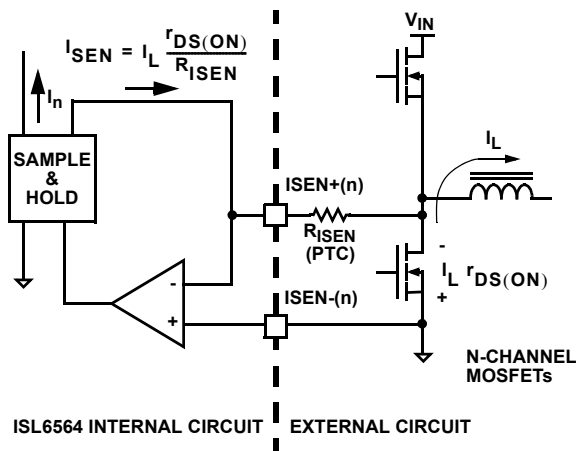 I_SEN = I_L r_DS(ON) / R_ISEN
I_n
SAMPLE
&
HOLD
-
+
ISEN+(n)
R_ISEN
(PTC)
ISEN-(n)
V_IN
I_L
-
I_L r_DS(ON)
+
N-CHANNEL
MOSFETs
ISL6564 INTERNAL CIRCUIT
EXTERNAL CIRCUIT